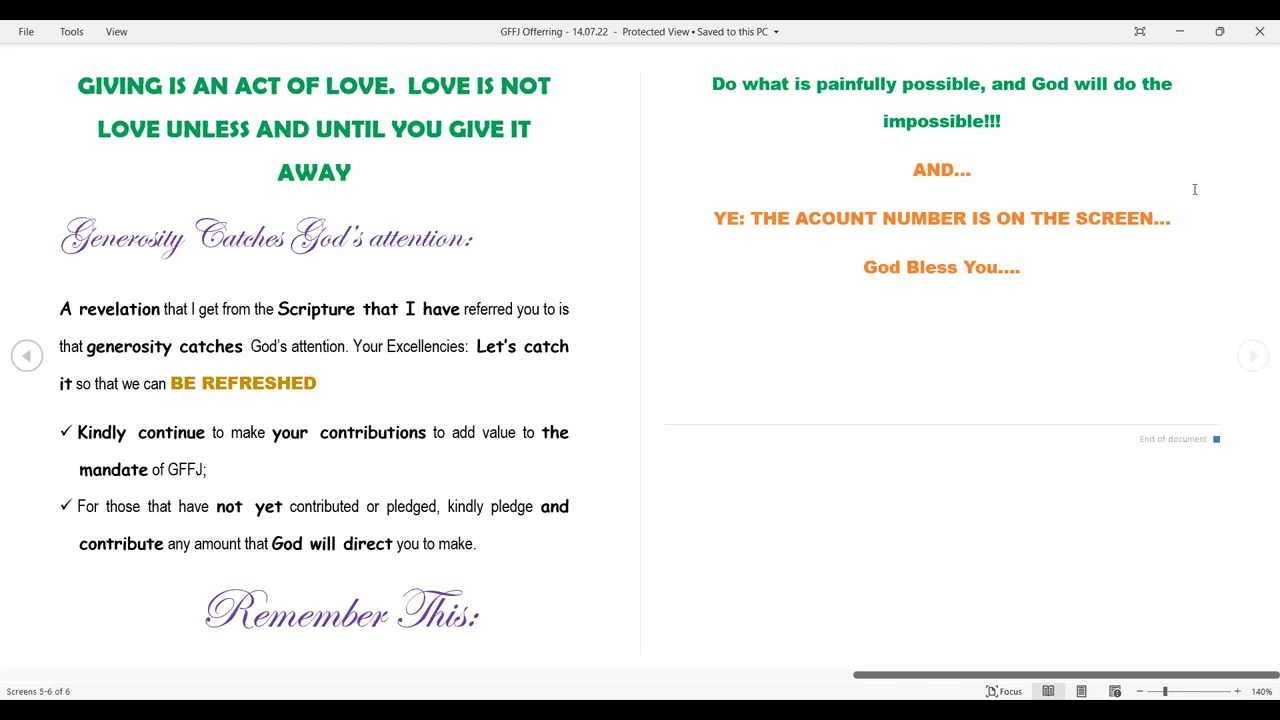 File Tools View GFFJ Offerring - 14.07.22 - Protected View • Saved to this PC
GIVING IS AN ACT OF LOVE. LOVE IS NOT
LOVE UNLESS AND UNTIL YOU GIVE IT
AWAY
Generosity Catches God's attention:
A revelation that I get from the Scripture that I have referred you to is
that generosity catches God's attention. Your Excellencies: Let's catch
it so that we can BE REFRESHED
✓ Kindly continue to make your contributions to add value to the
mandate of GFFJ;
✓ For those that have not yet contributed or pledged, kindly pledge and
contribute any amount that God will direct you to make.
Remember This:
Do what is painfully possible, and God will do the
impossible!!!
AND...
YE: THE ACOUNT NUMBER IS ON THE SCREEN...
God Bless You....
End of document
Screens 5-6 of 6 Focus 140%